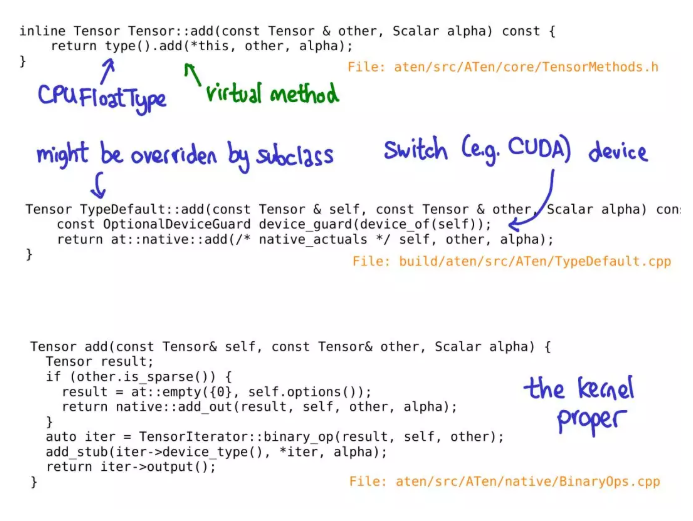 inline Tensor Tensor::add(const Tensor & other, Scalar alpha) const {
    return type().add(*this, other, alpha);
}
File: aten/src/ATen/core/TensorMethods.h
CPUFloatType
virtual method
might be overriden by subclass
Switch (e.g. CUDA) device
Tensor TypeDefault::add(const Tensor & self, const Tensor & other, Scalar alpha) con
    const OptionalDeviceGuard device_guard(device_of(self));
    return at::native::add(/* native_actuals */ self, other, alpha);
}
File: build/aten/src/ATen/TypeDefault.cpp
Tensor add(const Tensor& self, const Tensor& other, Scalar alpha) {
  Tensor result;
  if (other.is_sparse()) {
    result = at::empty({0}, self.options());
    return native::add_out(result, self, other, alpha);
  }
  auto iter = TensorIterator::binary_op(result, self, other);
  add_stub(iter->device_type(), *iter, alpha);
  return iter->output();
}
the kernel
proper
File: aten/src/ATen/native/BinaryOps.cpp